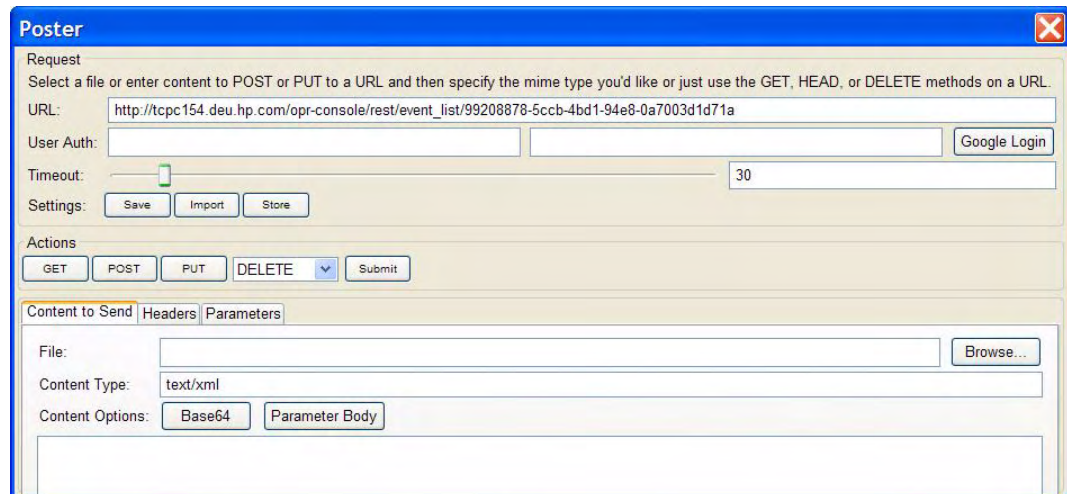 Poster
Request
Select a file or enter content to POST or PUT to a URL and then specify the mime type you'd like or just use the GET, HEAD, or DELETE methods on a URL.
URL: http://tcpc154.deu.hp.com/opr-console/rest/event_list/99208878-5ccb-4bd1-94e8-0a7003d1d71a
User Auth: Google Login
Timeout: 30
Settings: Save Import Store
Actions
GET POST PUT DELETE Submit
Content to Send Headers Parameters
File: Browse...
Content Type: text/xml
Content Options: Base64 Parameter Body